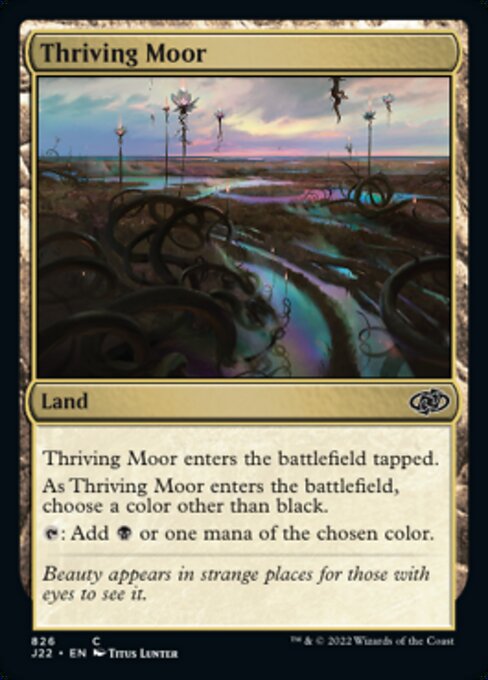 Thriving Moor
Land
Thriving Moor enters the battlefield tapped.
As Thriving Moor enters the battlefield,
choose a color other than black.
: Add or one mana of the chosen color.
Beauty appears in strange places for those with
eyes to see it.
826 C
J22 • EN Titus Lunter
™ & © 2022 Wizards of the Coast